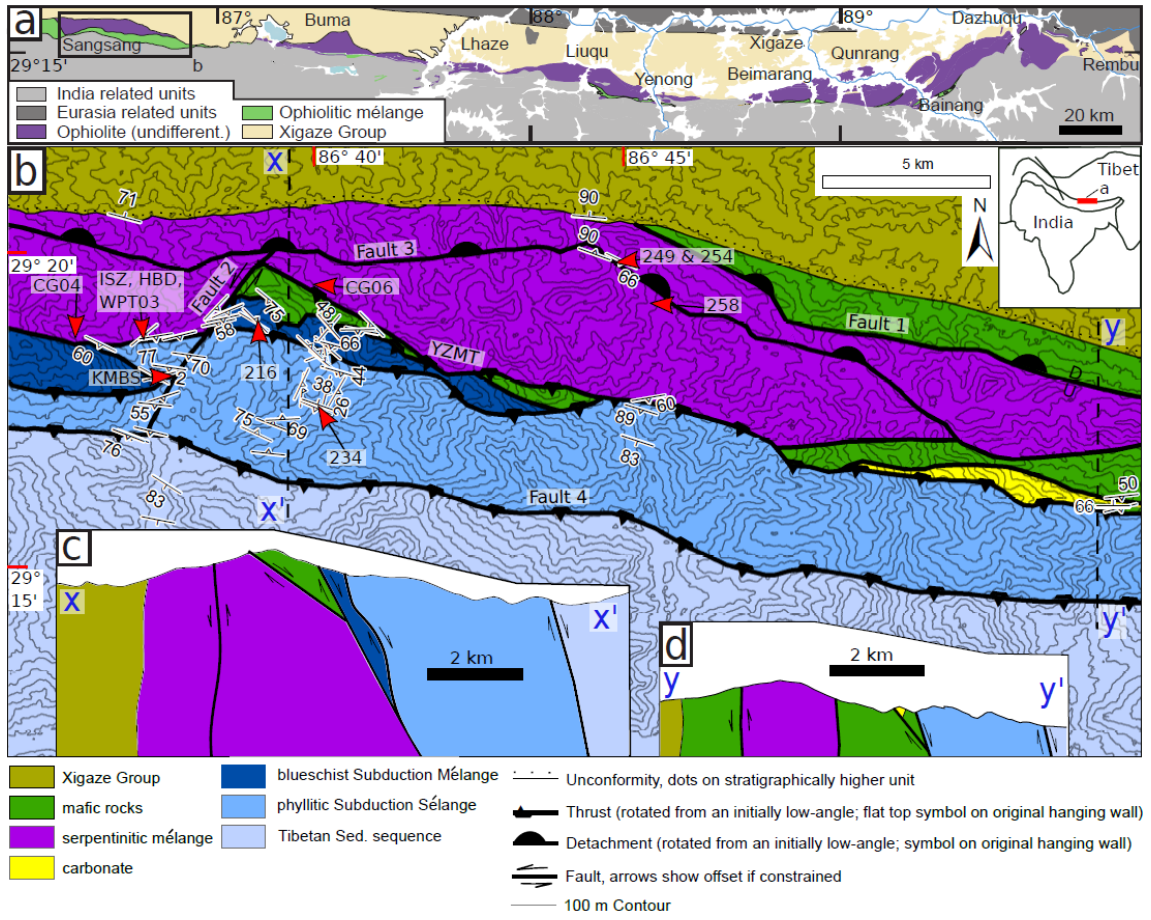 a
87°
Buma
88°
89°
Dazhuqu
Sangsang
Lhaze
Liuqu
Xigaze
Qunrang
29°15'
b
Yenong
Beimarang
Rembu
Bainang
India related units
Eurasia related units
Ophiolitic mélange
Ophiolite (undifferent.)
Xigaze Group
20 km
b
x
86° 40'
86° 45'
5 km
Tibet
a
India
N
71
90
90
Fault 3
249 & 254
29° 20'
CG04
ISZ, HBD,
WPT03
Fault 2
66
CG06
258
Fault 1
75
48
58
66
y
60
77
70
YZMT
44
KMBS
2
216
38
D
U
26
55
75
69
60
89
76
234
83
50
66
83
x'
Fault 4
29°
15'
c
x
x'
2 km
y'
d
2 km
y
y'
Xigaze Group
mafic rocks
serpentinitic mélange
carbonate
blueschist Subduction Mélange
phyllitic Subduction Sélange
Tibetan Sed. sequence
Unconformity, dots on stratigraphically higher unit
Thrust (rotated from an initially low-angle; flat top symbol on original hanging wall)
Detachment (rotated from an initially low-angle; symbol on original hanging wall)
Fault, arrows show offset if constrained
100 m Contour